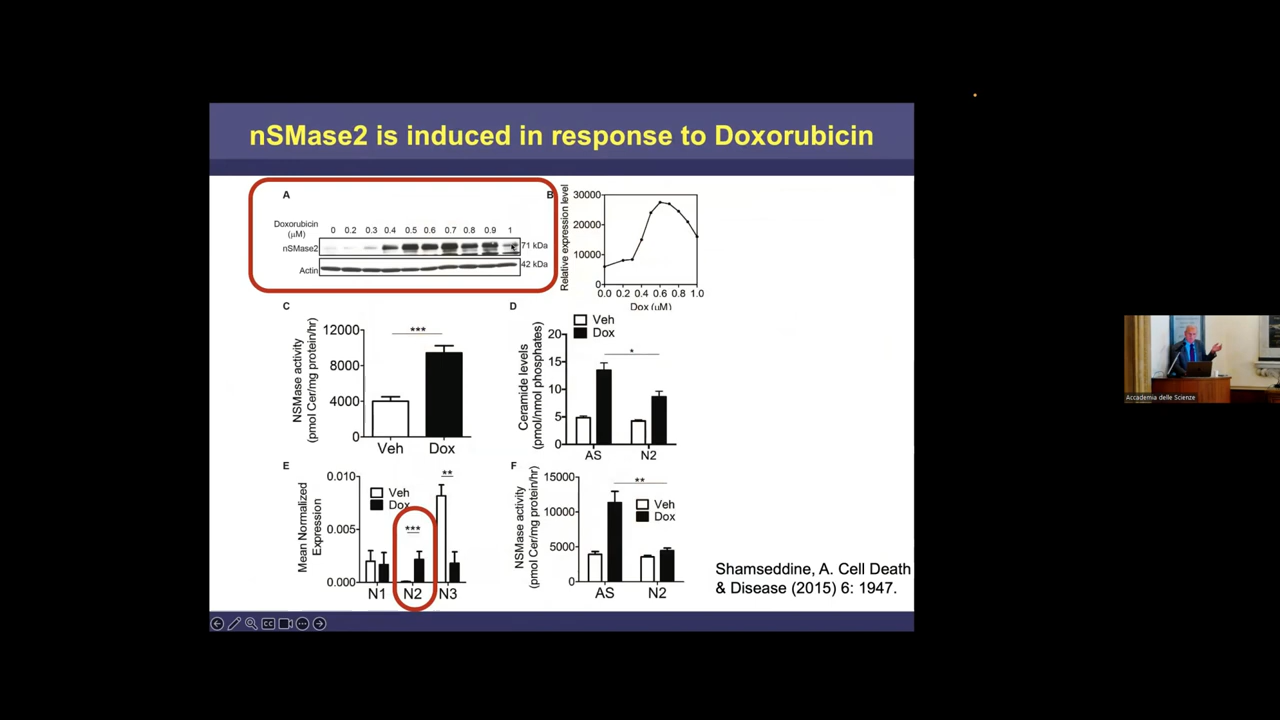 nSMase2 is induced in response to Doxorubicin
A
Doxorubicin
(µM)
0 0.2 0.3 0.4 0.5 0.6 0.7 0.8 0.9 1
nSMase2
71 kDa
Actin
42 kDa
B
Relative expression level
30000
20000
10000
0
0.0 0.2 0.4 0.6 0.8 1.0
Dox (µM)
C
NSMase activity
(pmol Cer/mg protein/hr)
12000
8000
4000
0
***
Veh Dox
D
Veh
Dox
Ceramide levels
(pmol/nmol phosphates)
20
15
10
5
0
*
AS N2
E
Mean Normalized
Expression
0.010
0.005
0.000
Veh
Dox
***
**
N1 N2 N3
F
NSMase activity
(pmol Cer/mg protein/hr)
15000
10000
5000
0
**
Veh
Dox
AS N2
Shamseddine, A. Cell Death
& Disease (2015) 6: 1947.
CC
Accademia delle Scienze